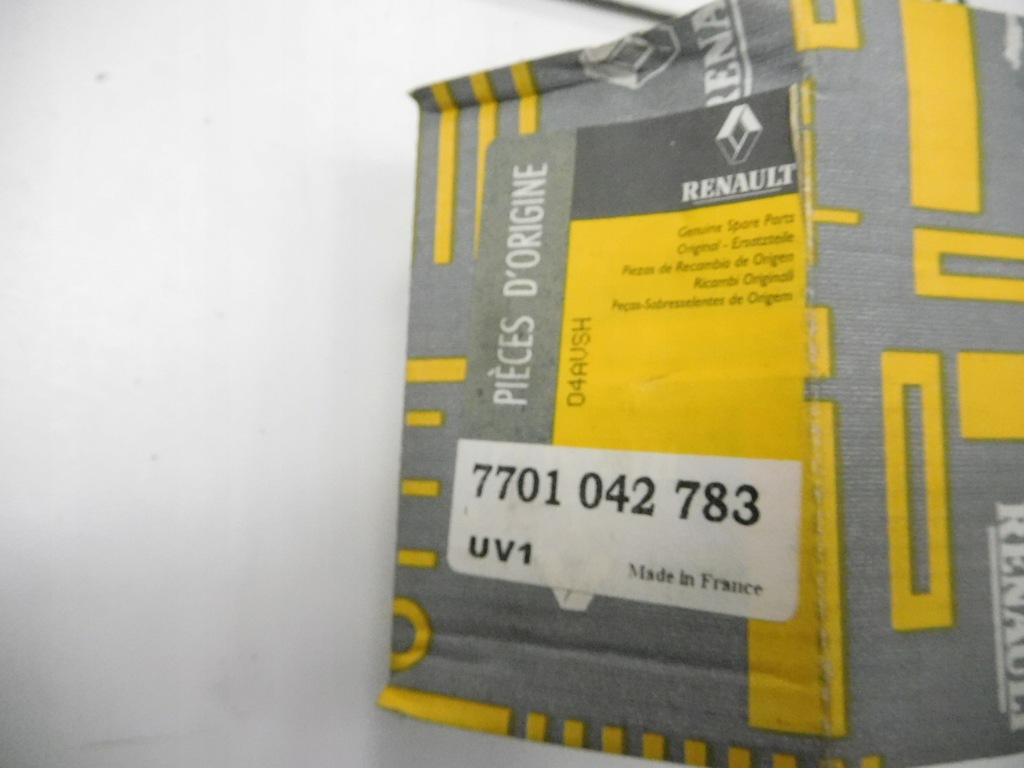 RENAULT
RENAULT
PIÈCES D'ORIGINE
Genuine Spare Parts
Original - Ersatzteile
Piezas de Recambio de Origen
Ricambi Originali
Peças-Sobresselentes de Origem
04AVSH
7701 042 783
UV1
Made in France
RENAULT